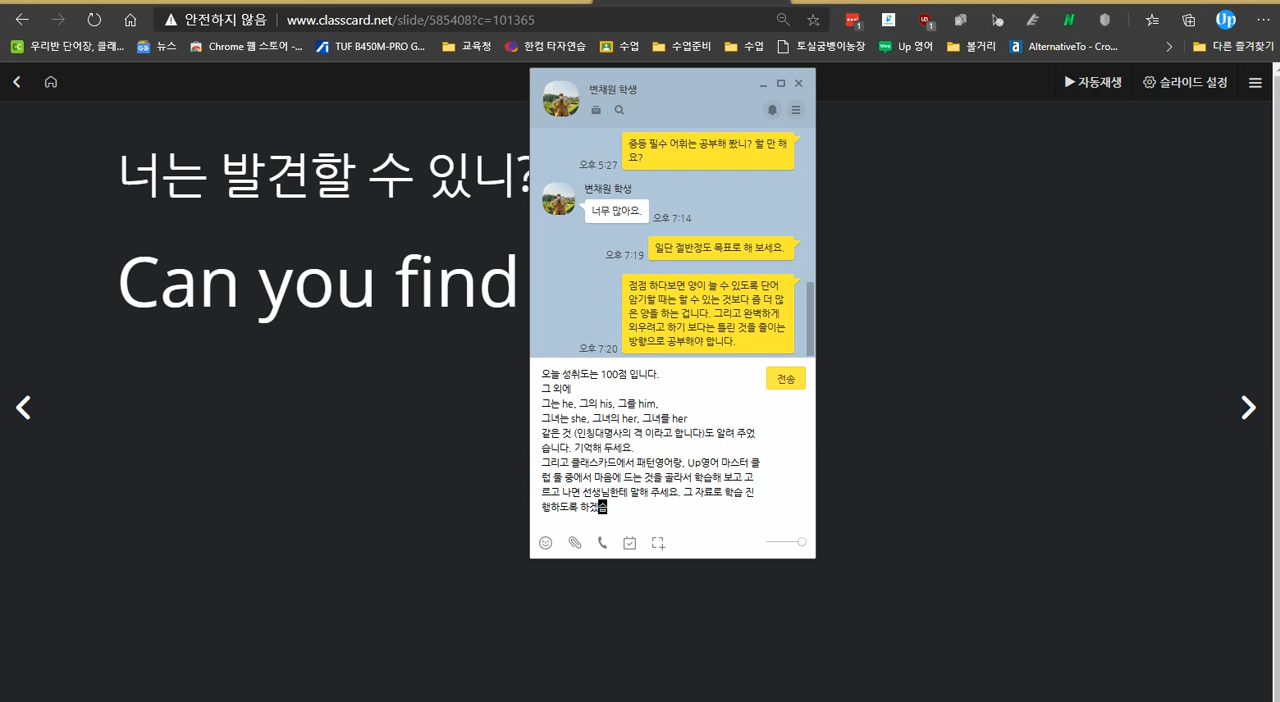 안전하지 않음 www.classcard.net/slide/585408?c=101365
우리반 단어장, 클래... 뉴스 Chrome 웹 스토어 -... TUF B450M-PRO G... 교육청 한컴 타자연습 수업 수업준비 수업 토실굼벵이농장 Up 영어 볼거리 AlternativeTo - Cro... 다른 즐겨찾기
자동재생 슬라이드 설정
너는 발견할 수 있니?
Can you find
변채원 학생
중등 필수 어휘는 공부해 봤니? 할 만 해
요?
오후 5:27
변채원 학생
너무 많아요.
오후 7:14
일단 절반정도 목표로 해 보세요.
오후 7:19
점점 하다보면 양이 늘 수 있도록 단어
암기할 때는 할 수 있는 것보다 좀 더 많
은 양을 하는 겁니다. 그리고 완벽하게
외우려고 하기 보다는 틀린 것을 줄이는
방향으로 공부해야 합니다.
오후 7:20
오늘 성취도는 100점 입니다.
전송
그 외에
그는 he, 그의 his, 그를 him,
그녀는 she, 그녀의 her, 그녀를 her
같은 것 (인칭대명사의 격 이라고 합니다)도 알려 주었
습니다. 기억해 두세요.
그리고 클래스카드에서 패턴영어랑, Up영어 마스터 클
럽 둘 중에서 마음에 드는 것을 골라서 학습해 보고 고
르고 나면 선생님한테 말해 주세요. 그 자료로 학습 진
행하도록 하겠습